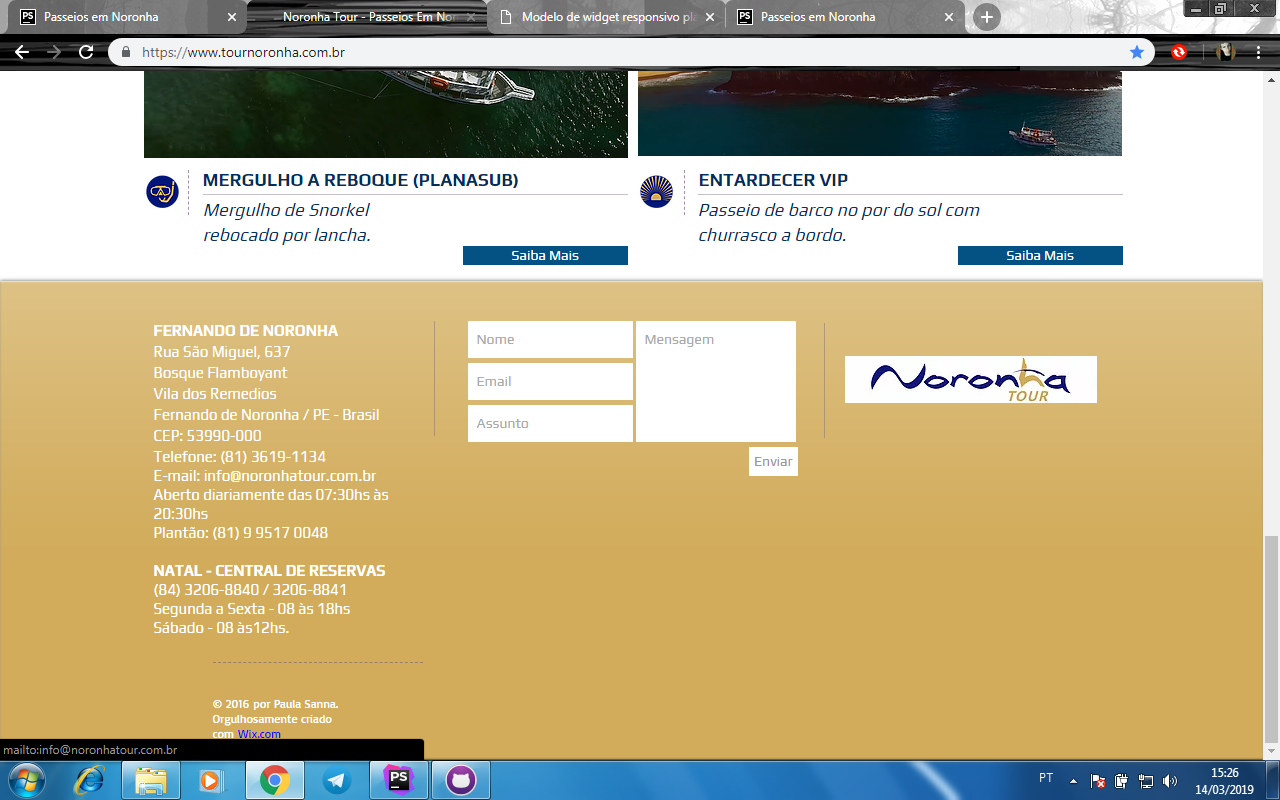 Passeios em Noronha
Noronha Tour - Passeios Em Nor
Modelo de widget responsivo pl
Passeios em Noronha
https://www.tournoronha.com.br
MERGULHO A REBOQUE (PLANASUB)
Mergulho de Snorkel
rebocado por lancha.
Saiba Mais
ENTARDECER VIP
Passeio de barco no por do sol com
churrasco a bordo.
Saiba Mais
FERNANDO DE NORONHA
Rua São Miguel, 637
Bosque Flamboyant
Vila dos Remedios
Fernando de Noronha / PE - Brasil
CEP: 53990-000
Telefone: (81) 3619-1134
E-mail: info@noronhatour.com.br
Aberto diariamente das 07:30hs às
20:30hs
Plantão: (81) 9 9517 0048
NATAL - CENTRAL DE RESERVAS
(84) 3206-8840 / 3206-8841
Segunda a Sexta - 08 às 18hs
Sábado - 08 às12hs.
© 2016 por Paula Sanna.
Orgulhosamente criado
com Wix.com
Nome
Email
Assunto
Mensagem
Enviar
Noronha
TOUR
mailto:info@noronhatour.com.br
PS
PT
15:26
14/03/2019